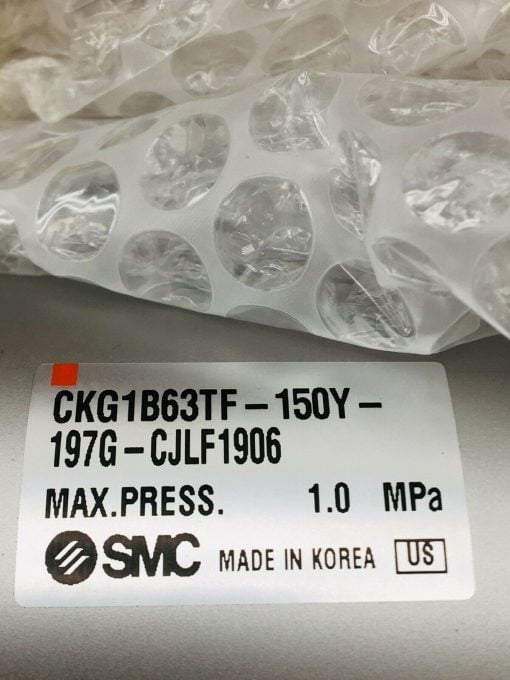 CKG1B63TF-150Y-
197G-CJLF1906
MAX.PRESS. 1.0 MPa
SMC MADE IN KOREA US